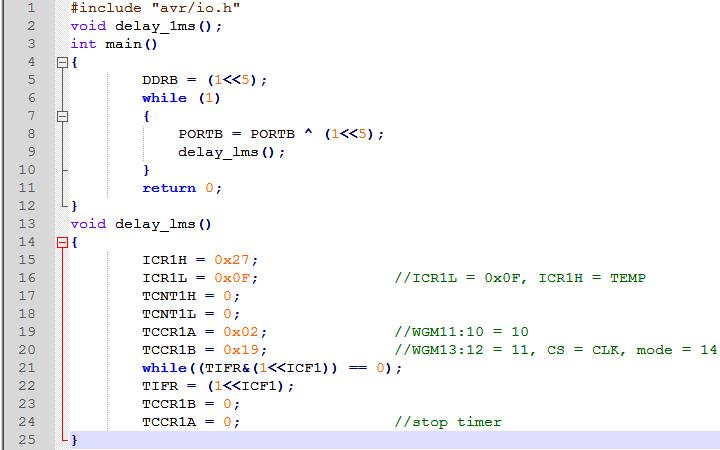 1 #include "avr/io.h"
2 void delay_1ms();
3 int main()
4 {
5 DDRB = (1<<5);
6 while (1)
7 {
8 PORTB = PORTB ^ (1<<5);
9 delay_lms();
10 }
11 return 0;
12 }
13 void delay_lms()
14 {
15 ICR1H = 0x27;
16 ICR1L = 0x0F; //ICR1L = 0x0F, ICR1H = TEMP
17 TCNT1H = 0;
18 TCNT1L = 0;
19 TCCR1A = 0x02; //WGM11:10 = 10
20 TCCR1B = 0x19; //WGM13:12 = 11, CS = CLK, mode = 14
21 while((TIFR&(1<<ICF1)) == 0);
22 TIFR = (1<<ICF1);
23 TCCR1B = 0;
24 TCCR1A = 0; //stop timer
25 }